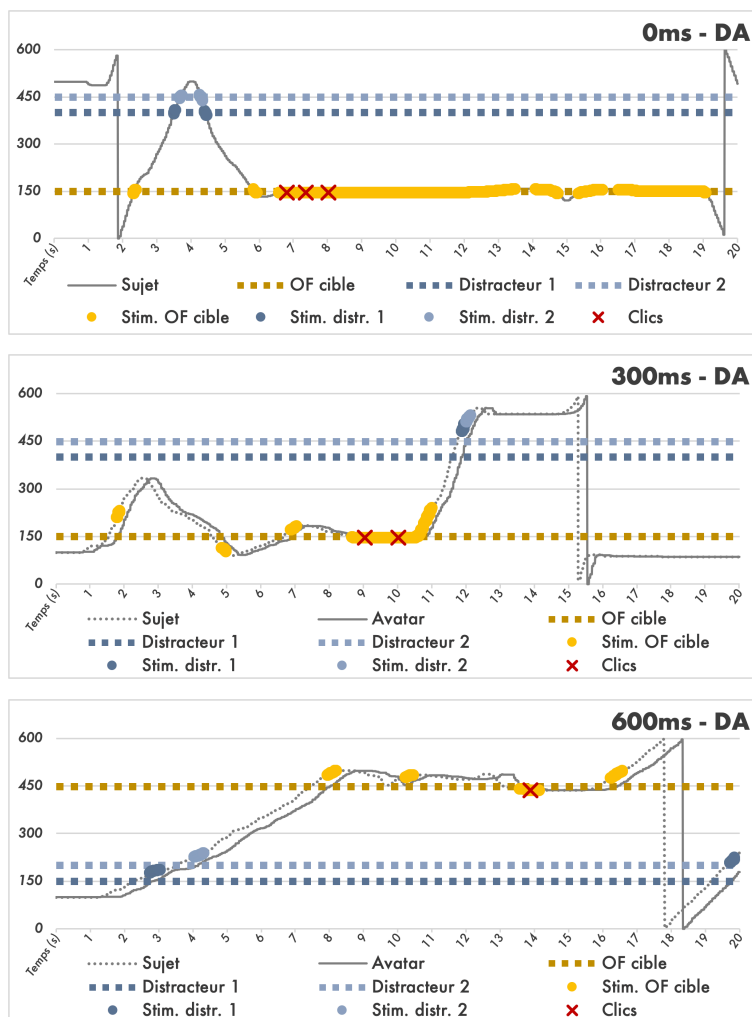 0ms - DA
600
450
300
150
0
Temps (s) 1 2 3 4 5 6 7 8 9 10 11 12 13 14 15 16 17 18 19 20
Sujet OF cible Distracteur 1 Distracteur 2
Stim. OF cible Stim. distr. 1 Stim. distr. 2 Clics
300ms - DA
600
450
300
150
0
Temps (s) 1 2 3 4 5 6 7 8 9 10 11 12 13 14 15 16 17 18 19 20
Sujet Avatar OF cible
Distracteur 1 Distracteur 2 Stim. OF cible
Stim. distr. 1 Stim. distr. 2 Clics
600ms - DA
600
450
300
150
0
Temps (s) 1 2 3 4 5 6 7 8 9 10 11 12 13 14 15 16 17 18 19 20
Sujet Avatar OF cible
Distracteur 1 Distracteur 2 Stim. OF cible
Stim. distr. 1 Stim. distr. 2 Clics